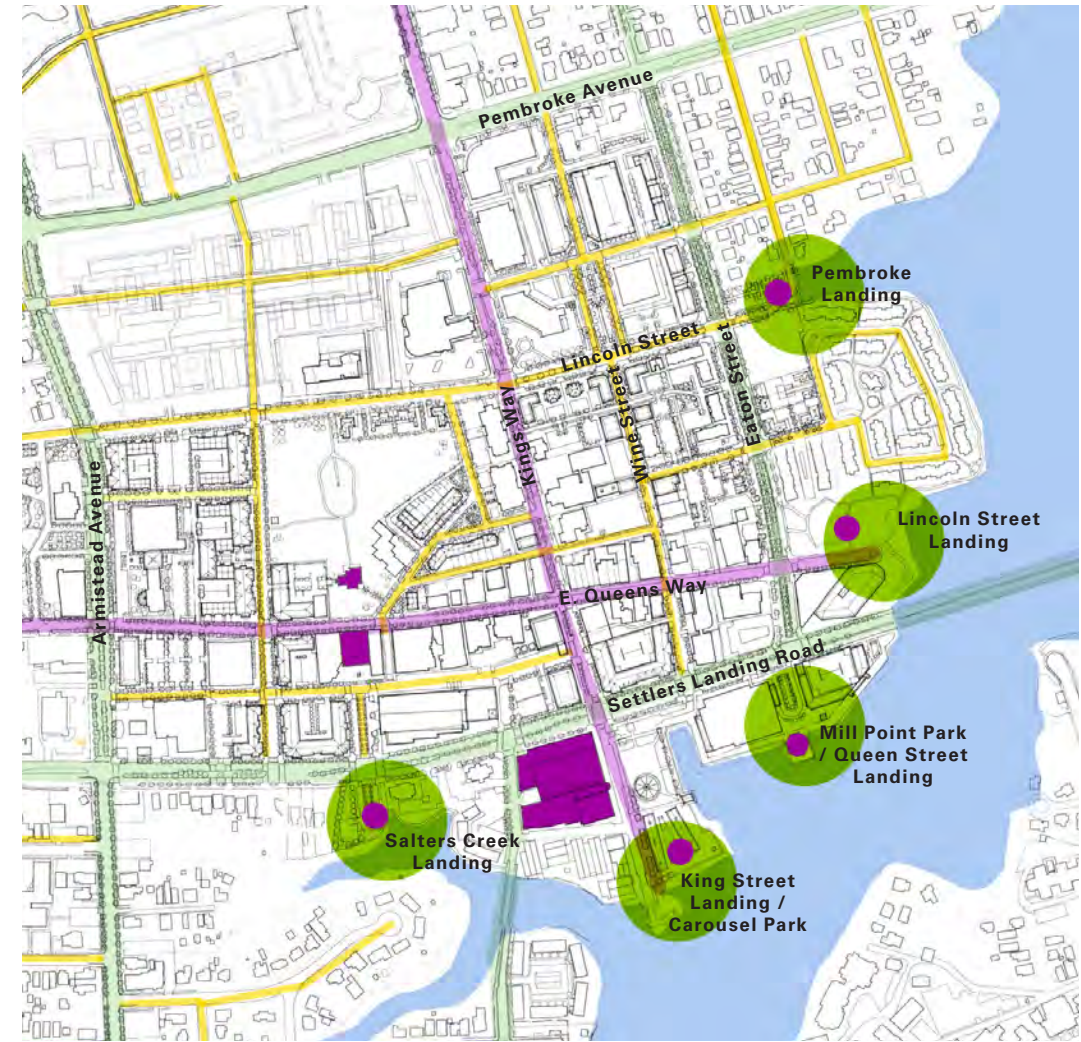 Pembroke Avenue
Pembroke
Landing
Lincoln Street
Kings Way
Wine Street
Eaton Street
Armistead Avenue
Lincoln Street
Landing
E. Queens Way
Settlers Landing Road
Mill Point Park
/ Queen Street
Landing
Salters Creek
Landing
King Street
Landing /
Carousel Park